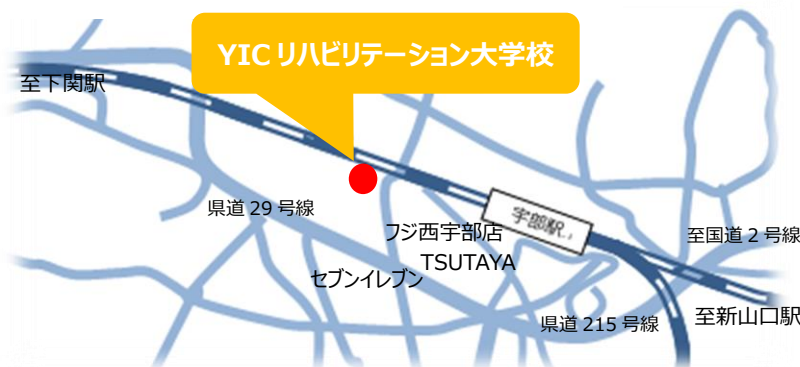 YIC リハビリテーション大学校
至下関駅
県道 29 号線
宇部駅
フジ西宇部店
至国道 2 号線
TSUTAYA
セブンイレブン
県道 215 号線
至新山口駅